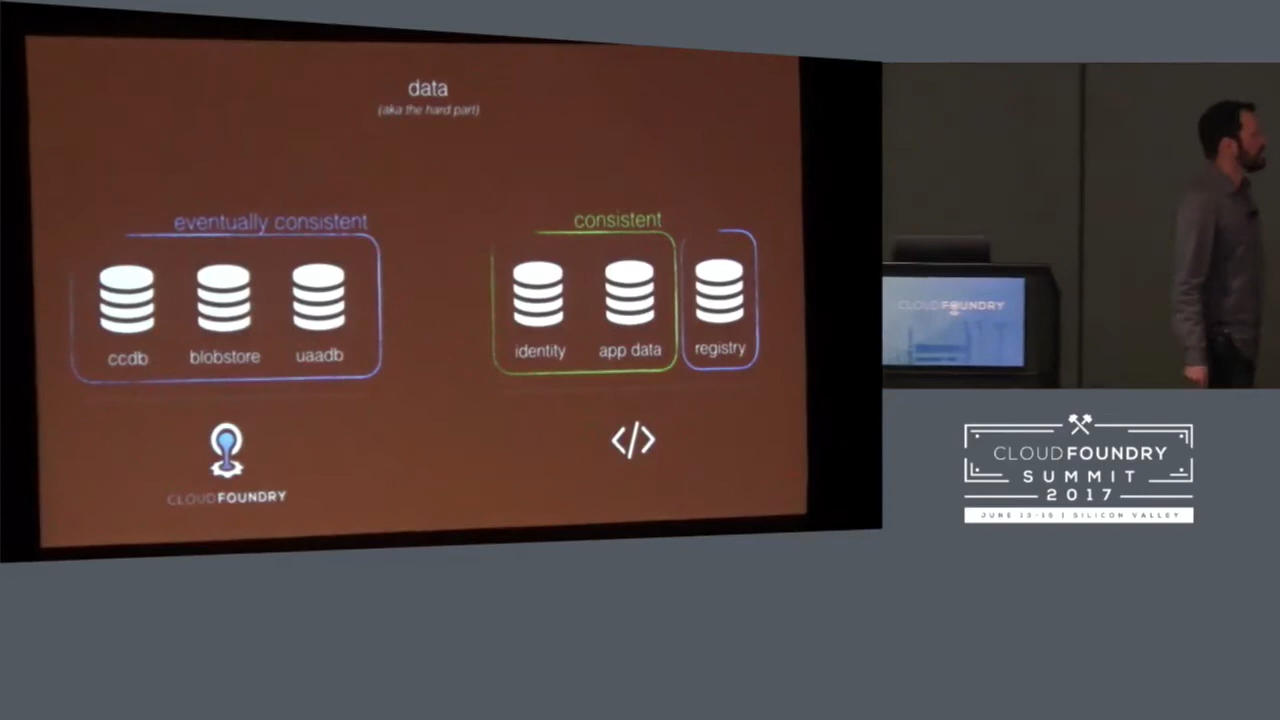 data
(aka the hard part)
eventually consistent
consistent
ccdb
blobstore
uaadb
identity
app data
registry
</>
CLOUDFOUNDRY
CLOUDFOUNDRY
CLOUDFOUNDRY
SUMMIT
2017
JUNE 13-15 | SILICON VALLEY